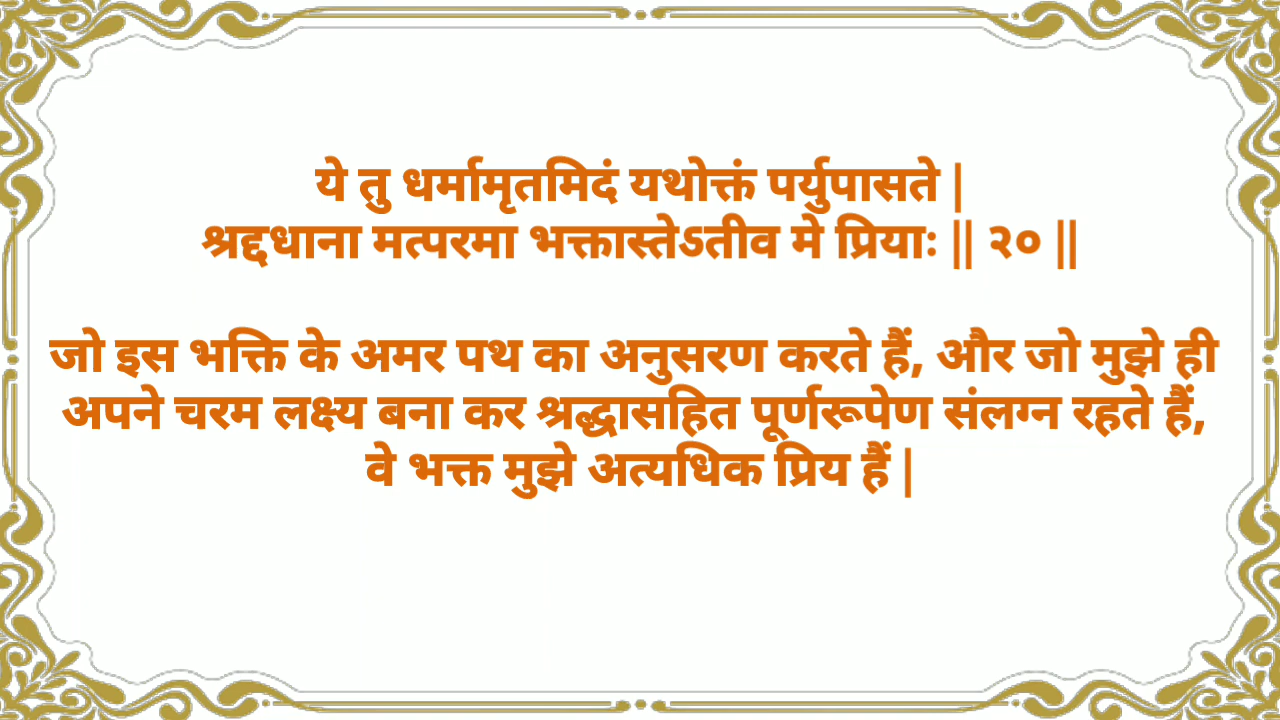 ये तु धर्मामृतमिदं यथोक्तं पर्युपासते |
श्रद्दधाना मत्परमा भक्तास्तेऽतीव मे प्रियाः || २० ||
जो इस भक्ति के अमर पथ का अनुसरण करते हैं, और जो मुझे ही
अपने चरम लक्ष्य बना कर श्रद्धासहित पूर्णरूपेण संलग्न रहते हैं,
वे भक्त मुझे अत्यधिक प्रिय हैं |